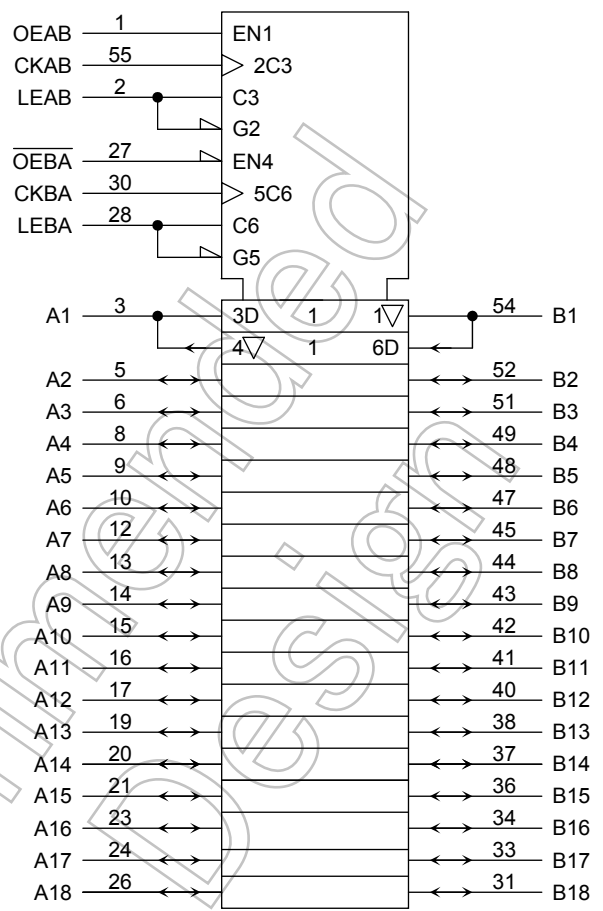 OEAB 1 EN1
CKAB 55 2C3
LEAB 2 C3
G2
OEBA 27 EN4
CKBA 30 5C6
LEBA 28 C6
G5
A1 3 3D 1 1▽ 54 B1
4▽ 1 6D
A2 5 52 B2
A3 6 51 B3
A4 8 49 B4
A5 9 48 B5
A6 10 47 B6
A7 12 45 B7
A8 13 44 B8
A9 14 43 B9
A10 15 42 B10
A11 16 41 B11
A12 17 40 B12
A13 19 38 B13
A14 20 37 B14
A15 21 36 B15
A16 23 34 B16
A17 24 33 B17
A18 26 31 B18
mmended
Design